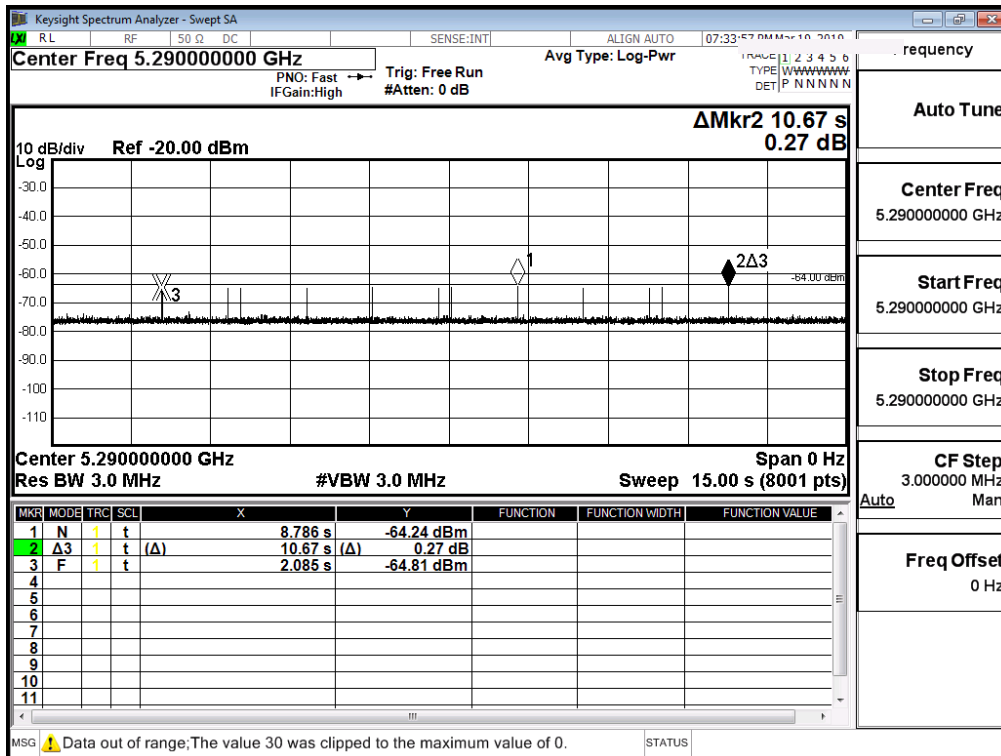 Keysight Spectrum Analyzer - Swept SA
LXI RL RF 50 Ω DC SENSE:INT ALIGN AUTO
Center Freq 5.290000000 GHz
PNO: Fast
IFGain:High
Trig: Free Run
#Atten: 0 dB
Avg Type: Log-Pwr
TRACE 1 2 3 4 5 6
TYPE WWWWWW
DET P N N N N N
ΔMkr2 10.67 s
0.27 dB
10 dB/div Ref -20.00 dBm
Log
-30.0
-40.0
-50.0
-60.0
-70.0
-80.0
-90.0
-100
-110
1
2Δ3
3
-64.00 dBm
Center 5.290000000 GHz Span 0 Hz
Res BW 3.0 MHz #VBW 3.0 MHz Sweep 15.00 s (8001 pts)
MKR MODE TRC SCL X Y FUNCTION FUNCTION WIDTH FUNCTION VALUE
1 N 1 t 8.786 s -64.24 dBm
2 Δ3 1 t (Δ) 10.67 s (Δ) 0.27 dB
3 F 1 t 2.085 s -64.81 dBm
4
5
6
7
8
9
10
11
MSG Data out of range;The value 30 was clipped to the maximum value of 0. STATUS
Frequency
Auto Tune
Center Freq
5.290000000 GHz
Start Freq
5.290000000 GHz
Stop Freq
5.290000000 GHz
CF Step
3.000000 MHz
Auto Man
Freq Offset
0 Hz